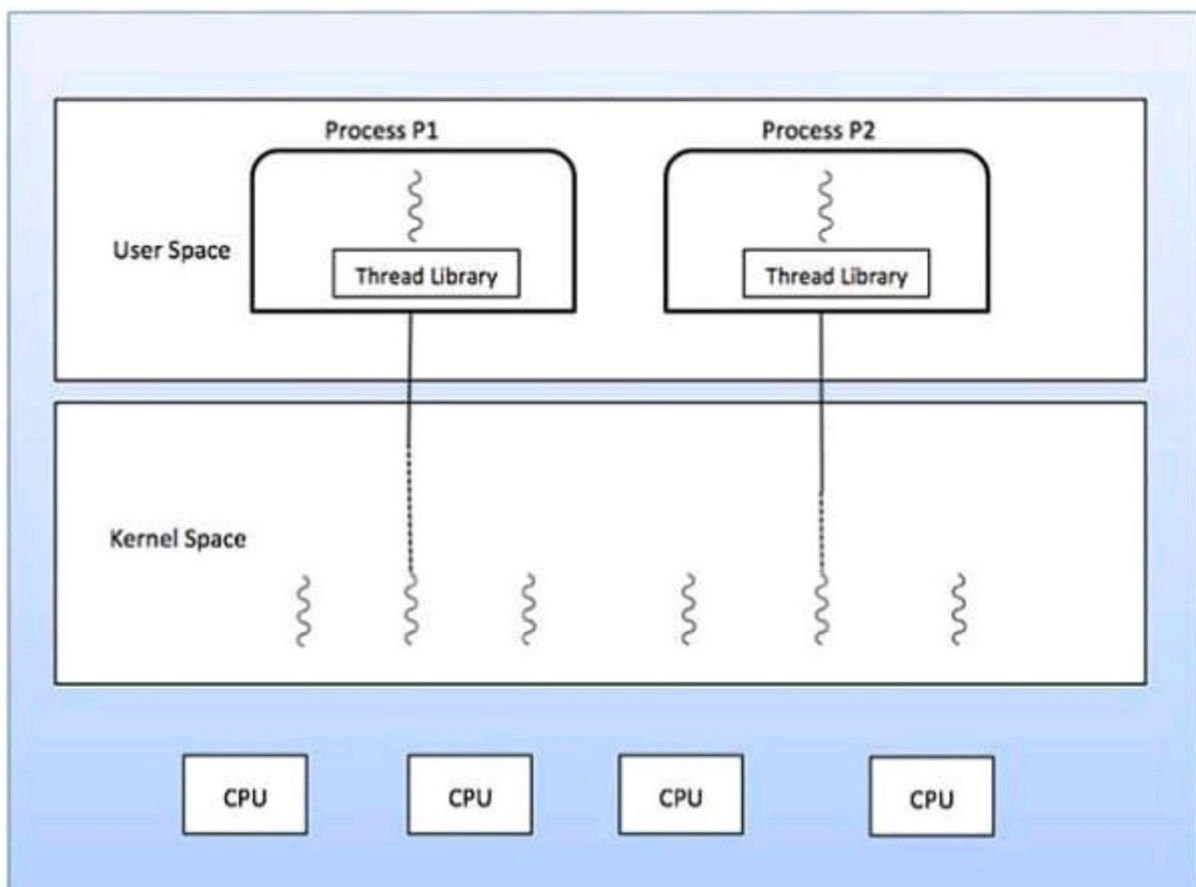 Process P1
Process P2
User Space
Thread Library
Thread Library
Kernel Space
CPU
CPU
CPU
CPU